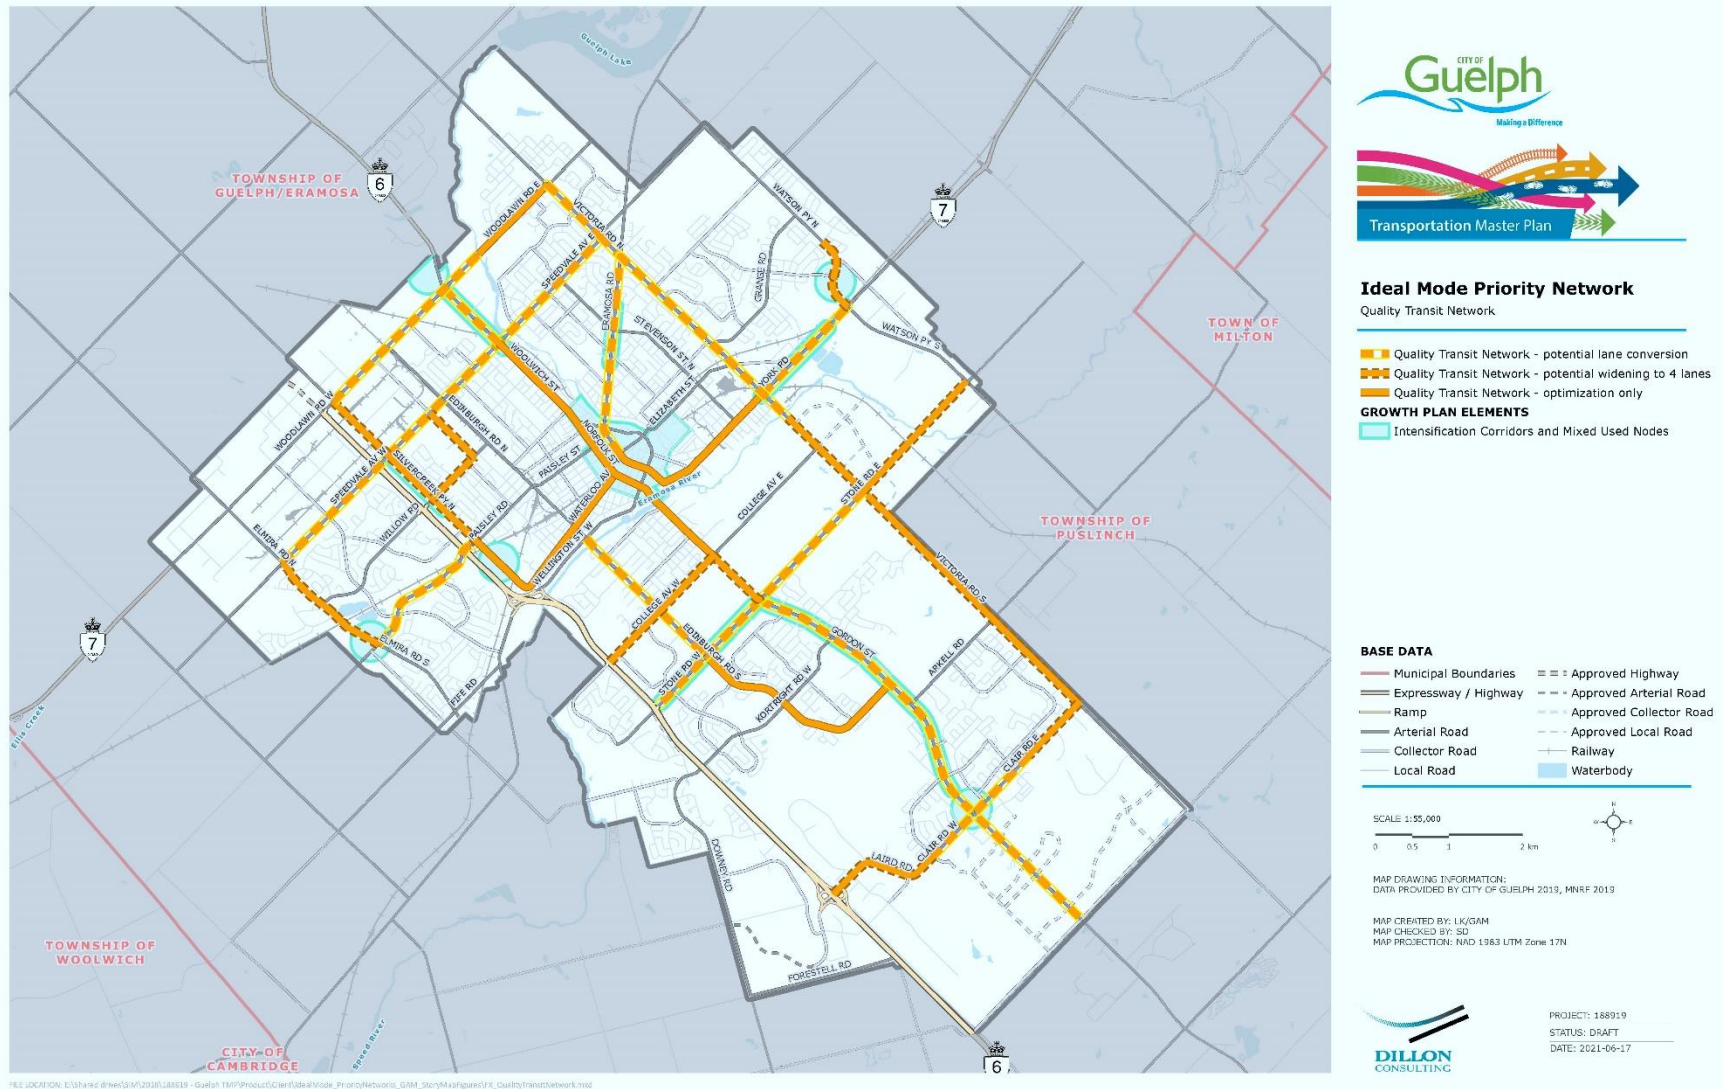 Guelph Lake
TOWNSHIP OF
GUELPH/ERAMOSA
6
7
TOWN OF
MILTON
TOWNSHIP OF
PUSLINCH
7
Ellis Creek
TOWNSHIP OF
WOOLWICH
CITY OF
CAMBRIDGE
Speed River
6
WOODLAWN RD E
VICTORIA RD N
SPEEDVALE AV E
ERAMOSA RD
WATSON PY N
GRANGE RD
STEVENSON ST N
WATSON PY S
YORK RD
ELIZABETH ST
WOOLWICH ST
EDINBURGH RD N
NORFOLK ST
PAISLEY ST
WATERLOO AV
Eramosa River
WOODLAWN RD W
SPEEDVALE AV W
SILVERCREEK PY N
WILLOW RD
PAISLEY RD
WELLINGTON ST W
ELMIRA RD N
ELMIRA RD S
FIFE RD
COLLEGE AV E
STONE RD E
COLLEGE AV W
EDINBURGH RD S
STONE RD W
KORTRIGHT RD W
GORDON ST
ARKELL RD
VICTORIA RD S
CLAIR RD E
CLAIR RD W
LAIRD RD
DOWNEY RD
FORESTELL RD
CITY OF
Guelph
Making a Difference
Transportation Master Plan
Ideal Mode Priority Network
Quality Transit Network
Quality Transit Network - potential lane conversion
Quality Transit Network - potential widening to 4 lanes
Quality Transit Network - optimization only
GROWTH PLAN ELEMENTS
Intensification Corridors and Mixed Used Nodes
BASE DATA
Municipal Boundaries
Expressway / Highway
Ramp
Arterial Road
Collector Road
Local Road
Approved Highway
Approved Arterial Road
Approved Collector Road
Approved Local Road
Railway
Waterbody
SCALE 1:55,000
0 0.5 1 2 km
N
W E
S
MAP DRAWING INFORMATION:
DATA PROVIDED BY CITY OF GUELPH 2019, MNRF 2019
MAP CREATED BY: LK/GAM
MAP CHECKED BY: SD
MAP PROJECTION: NAD 1983 UTM Zone 17N
DILLON
CONSULTING
PROJECT: 188919
STATUS: DRAFT
DATE: 2021-06-17